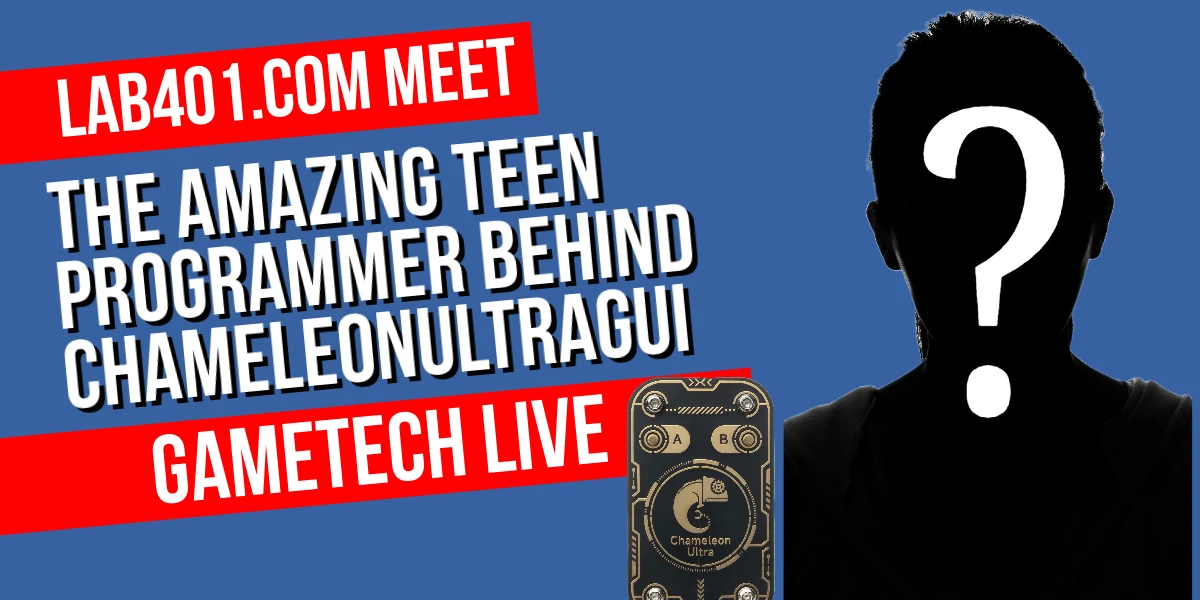 LAB401.COM MEET
THE AMAZING TEEN
PROGRAMMER BEHIND
CHAMELEONULTRAGUI
GAMETECH LIVE
?
A B
Chameleon
Ultra